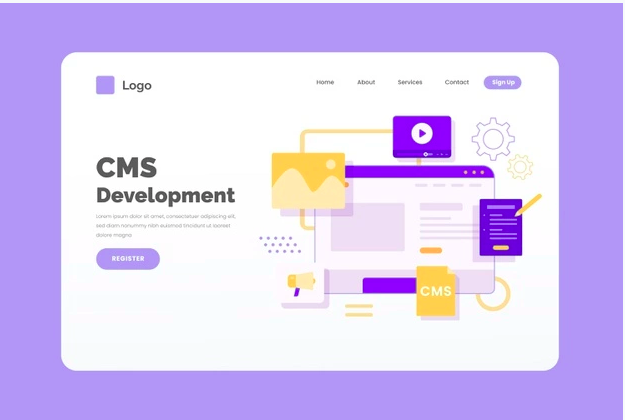 Logo
Home About Services Contact Sign Up
CMS
Development
Lorem ipsum dolor sit amet, consectetuer adipiscing elit,
sed diam nonummy nibh euismod tincidunt ut laoreet
dolore magna
REGISTER
CMS